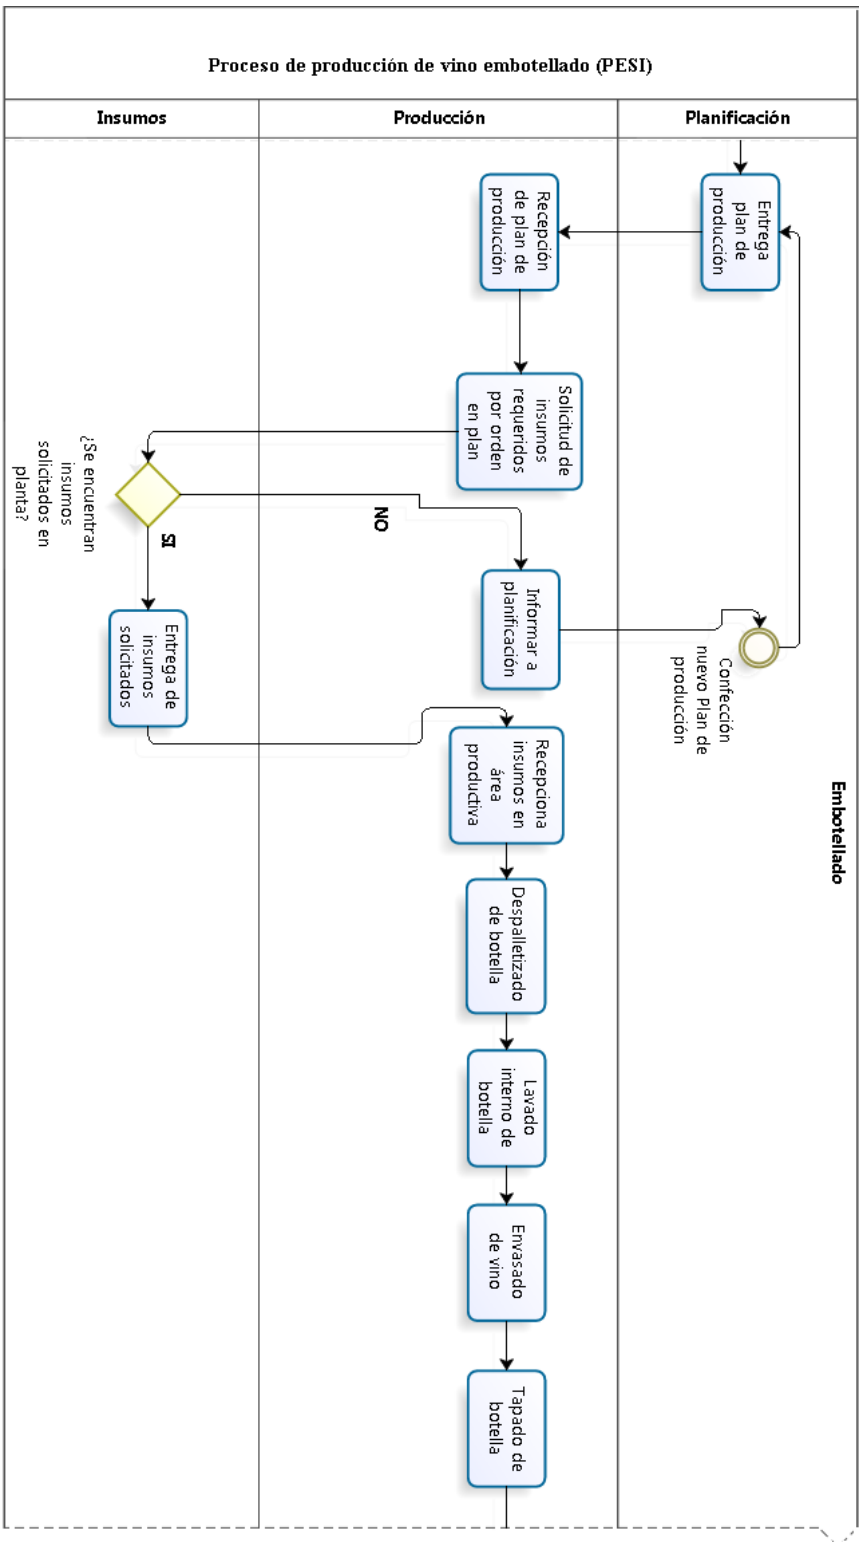 Proceso de producción de vino embotellado (PESI)
Insumos
Producción
Planificación
Entrega
plan de
producción
Recepción
de plan de
producción
Solicitud de
insumos
requeridos
por orden
en plan
¿Se encuentran
insumos
solicitados en
planta?
NO
SI
Informar a
planificación
Confección
nuevo Plan de
producción
Entrega de
insumos
solicitados
Recepciona
insumos en
área
productiva
Embotellado
Despalletizado
de botella
Lavado
interno de
botella
Envasado
de vino
Tapado de
botella